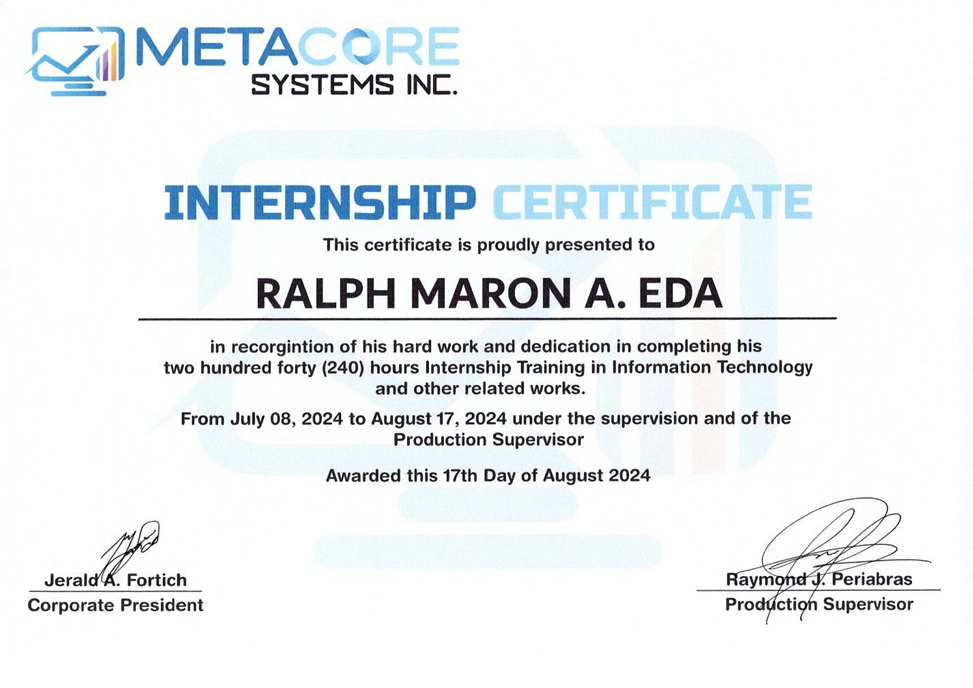 METACORE
SYSTEMS INC.
INTERNSHIP CERTIFICATE
This certificate is proudly presented to
RALPH MARON A. EDA
in recorgintion of his hard work and dedication in completing his
two hundred forty (240) hours Internship Training in Information Technology
and other related works.
From July 08, 2024 to August 17, 2024 under the supervision and of the
Production Supervisor
Awarded this 17th Day of August 2024
Jerald A. Fortich
Corporate President
Raymond J. Periabras
Production Supervisor